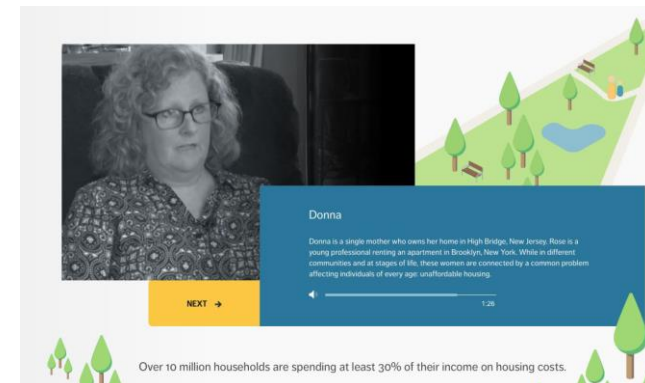 Donna
Donna is a single mother who owns her home in High Bridge, New Jersey, Rose is a
young professional renting an apartment in Brooklyn, New York. While in different
communities and at stages of life, these women are connected by a common problem
affecting individuals of every age: unaffordable housing.
1:26
NEXT →
Over 10 million households are spending at least 30% of their income on housing costs.